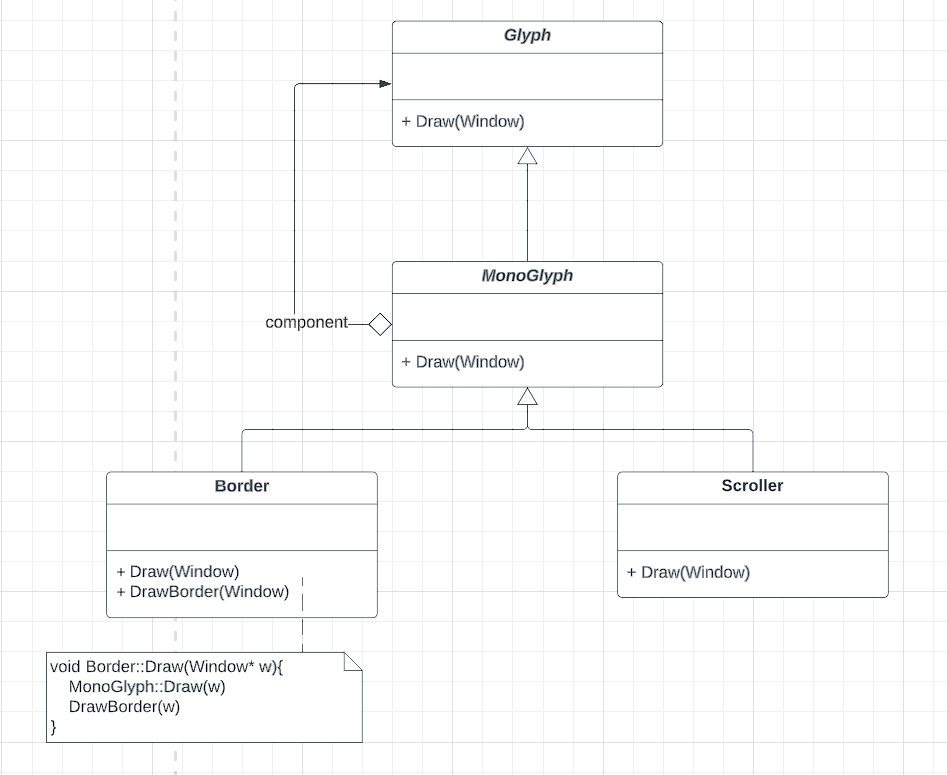 Glyph
+ Draw(Window)
MonoGlyph
component
+ Draw(Window)
Border
+ Draw(Window)
+ DrawBorder(Window)
Scroller
+ Draw(Window)
void Border::Draw(Window* w){
    MonoGlyph::Draw(w)
    DrawBorder(w)
}